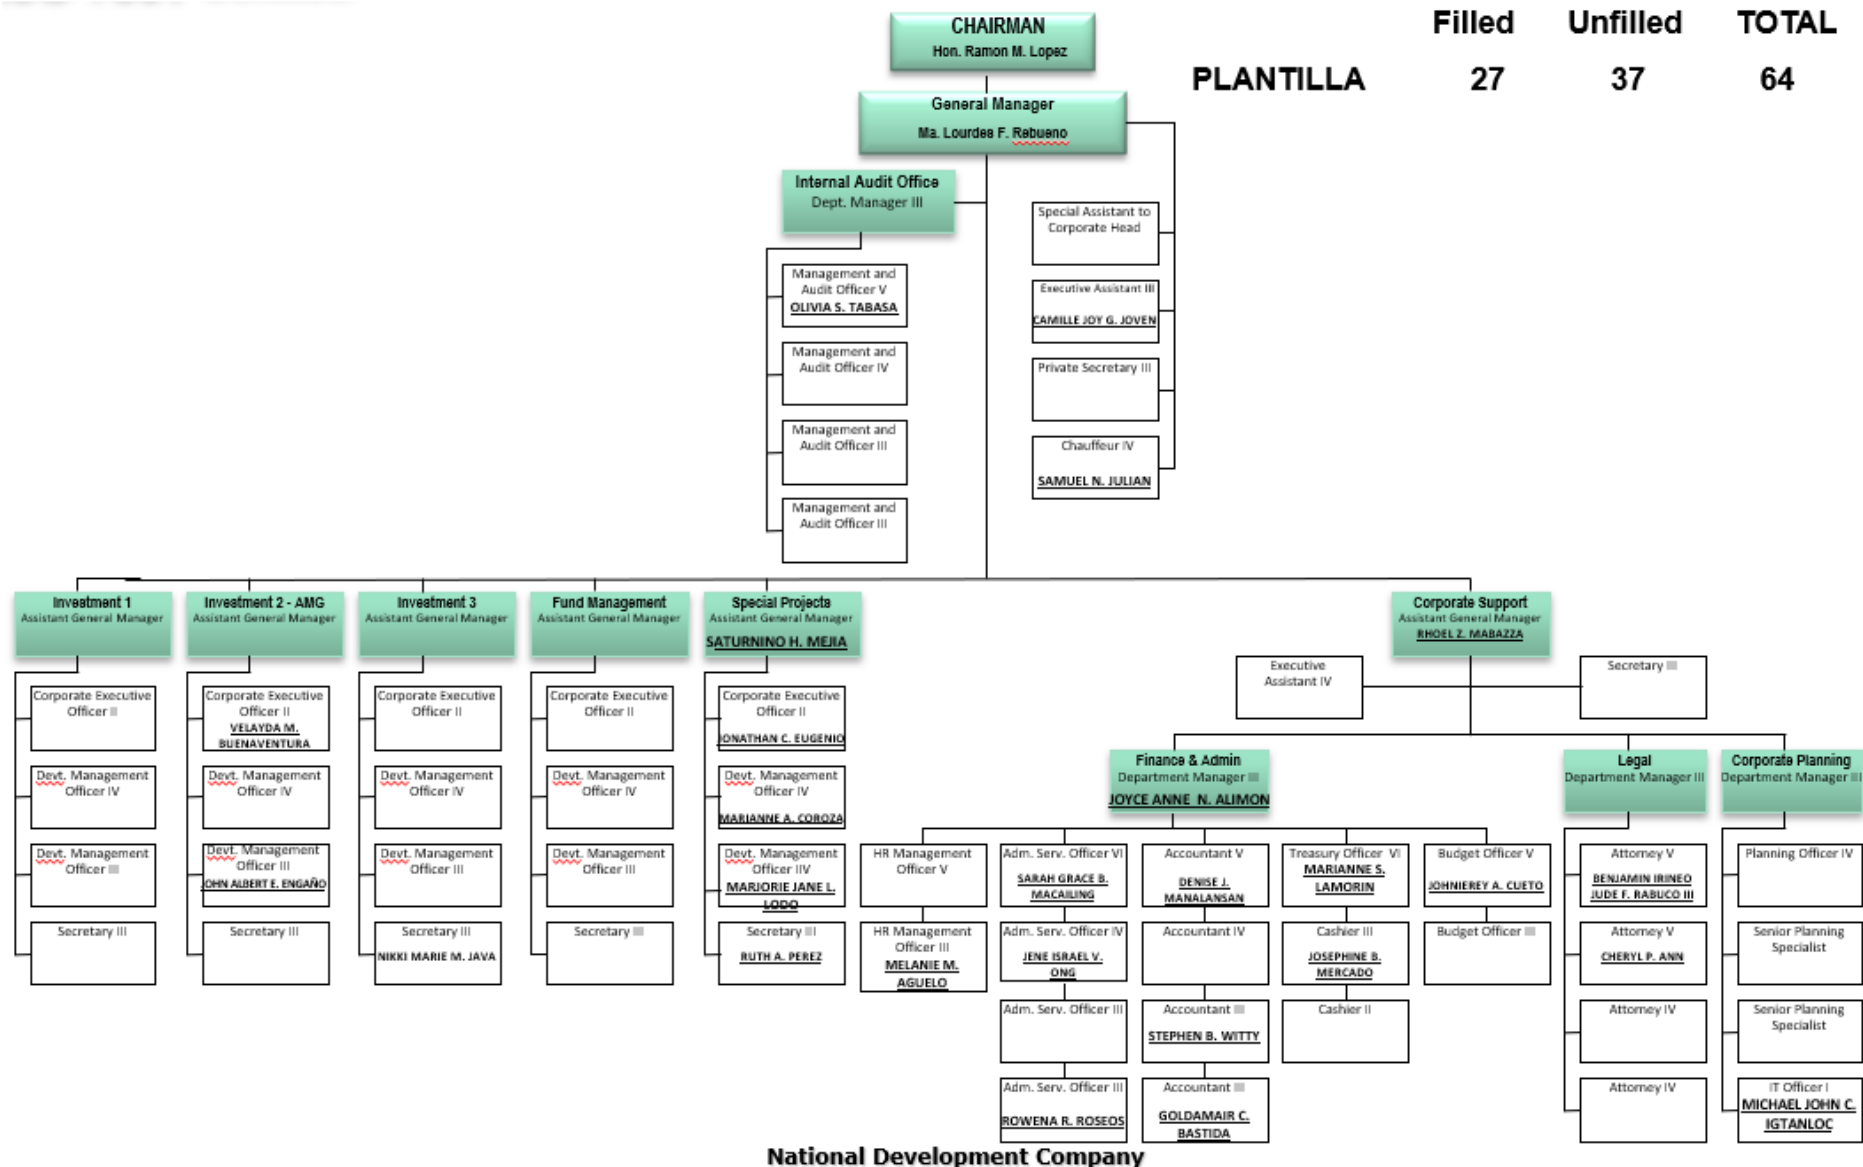 Filled Unfilled TOTAL
PLANTILLA 27 37 64
CHAIRMAN
Hon. Ramon M. Lopez
General Manager
Ma. Lourdes F. Rebueno
Internal Audit Office
Dept. Manager III
Management and
Audit Officer V
OLIVIA S. TABASA
Management and
Audit Officer IV
Management and
Audit Officer III
Management and
Audit Officer III
Special Assistant to
Corporate Head
Executive Assistant III
CAMILLE JOY G. JOVEN
Private Secretary III
Chauffeur IV
SAMUEL N. JULIAN
Investment 1
Assistant General Manager
Corporate Executive
Officer II
Devt. Management
Officer IV
Devt. Management
Officer III
Secretary III
Investment 2 - AMG
Assistant General Manager
Corporate Executive
Officer II
VELAYDA M.
BUENAVENTURA
Devt. Management
Officer IV
Devt. Management
Officer III
JOHN ALBERT E. ENGAÑO
Secretary III
Investment 3
Assistant General Manager
Corporate Executive
Officer II
Devt. Management
Officer IV
Devt. Management
Officer III
Secretary III
NIKKI MARIE M. JAVA
Fund Management
Assistant General Manager
Corporate Executive
Officer II
Devt. Management
Officer IV
Devt. Management
Officer III
Secretary III
Special Projects
Assistant General Manager
SATURNINO H. MEJIA
Corporate Executive
Officer II
JONATHAN C. EUGENIO
Devt. Management
Officer IV
MARIANNE A. COROZA
Devt. Management
Officer IIV
MARJORIE JANE L.
LODO
Secretary III
RUTH A. PEREZ
Corporate Support
Assistant General Manager
RHOEL Z. MABAZZA
Executive
Assistant IV
Secretary III
Finance & Admin
Department Manager III
JOYCE ANNE N. ALIMON
HR Management
Officer V
HR Management
Officer III
MELANIE M.
AGUELO
Adm. Serv. Officer VI
SARAH GRACE B.
MACAILING
Adm. Serv. Officer IV
JENE ISRAEL V.
ONG
Adm. Serv. Officer III
Adm. Serv. Officer III
ROWENA R. ROSEOS
Accountant V
DENISE J.
MANALANSAN
Accountant IV
Accountant III
STEPHEN B. WITTY
Accountant III
GOLDAMAIR C.
BASTIDA
Treasury Officer VI
MARIANNE S.
LAMORIN
Cashier III
JOSEPHINE B.
MERCADO
Cashier II
Budget Officer V
JOHNIEREY A. CUETO
Budget Officer III
Legal
Department Manager III
Attorney V
BENJAMIN IRINEO
JUDE F. RABUCO III
Attorney V
CHERYL P. ANN
Attorney IV
Attorney IV
Corporate Planning
Department Manager III
Planning Officer IV
Senior Planning
Specialist
Senior Planning
Specialist
IT Officer I
MICHAEL JOHN C.
IGTANLOC
National Development Company